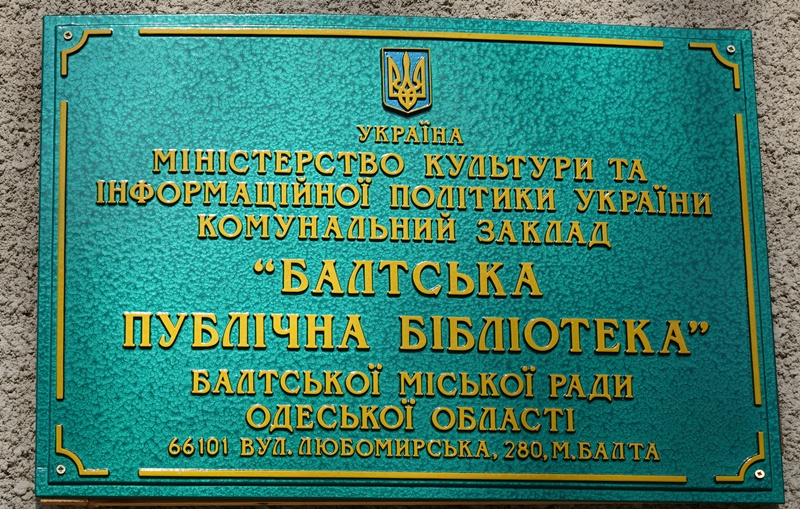 УКРАЇНА
МІНІСТЕРСТВО КУЛЬТУРИ ТА
ІНФОРМАЦІЙНОЇ ПОЛІТИКИ УКРАЇНИ
КОМУНАЛЬНИЙ ЗАКЛАД
“БАЛТСЬКА
ПУБЛІЧНА БІБЛІОТЕКА”
БАЛТСЬКОЇ МІСЬКОЇ РАДИ
ОДЕСЬКОЇ ОБЛАСТІ
66101 ВУЛ. ЛЮБОМИРСЬКА, 280, М.БАЛТА